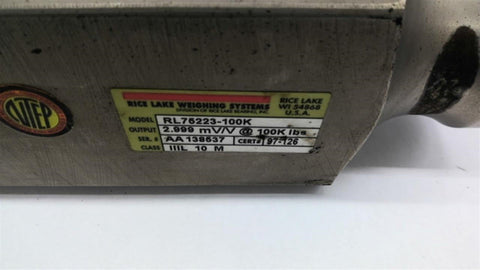 NTEP
RICE LAKE WEIGHING SYSTEMS
DIVISION OF RICE LAKE BEARING, INC.
RICE LAKE
WI 54868
U.S.A.
MODEL RL75223-100K
OUTPUT 2.999 mV/V @ 100K lbs
SER. # AA138637 CERT# 97-126
CLASS IIIL 10 M